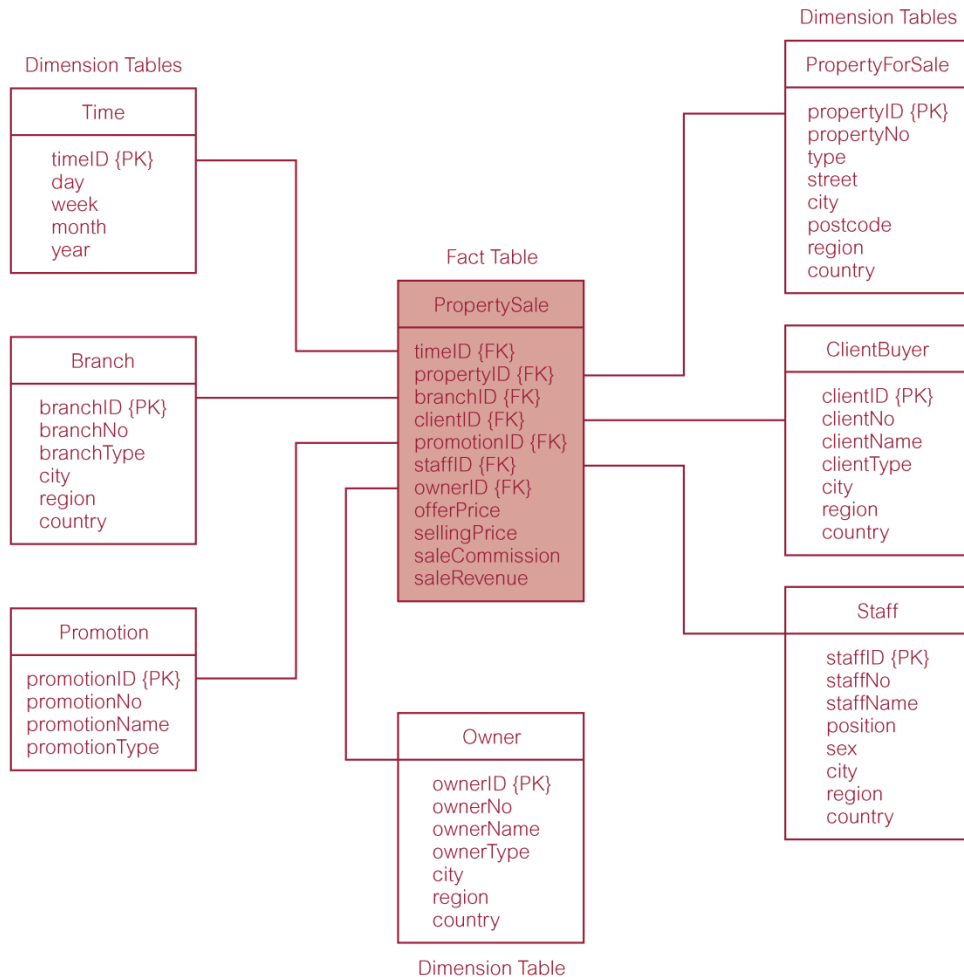 Dimension Tables
Time
timeID {PK}
day
week
month
year
Branch
branchID {PK}
branchNo
branchType
city
region
country
Promotion
promotionID {PK}
promotionNo
promotionName
promotionType
Fact Table
PropertySale
timeID {FK}
propertyID {FK}
branchID {FK}
clientID {FK}
promotionID {FK}
staffID {FK}
ownerID {FK}
offerPrice
sellingPrice
saleCommission
saleRevenue
Owner
ownerID {PK}
ownerNo
ownerName
ownerType
city
region
country
Dimension Table
Dimension Tables
PropertyForSale
propertyID {PK}
propertyNo
type
street
city
postcode
region
country
ClientBuyer
clientID {PK}
clientNo
clientName
clientType
city
region
country
Staff
staffID {PK}
staffNo
staffName
position
sex
city
region
country